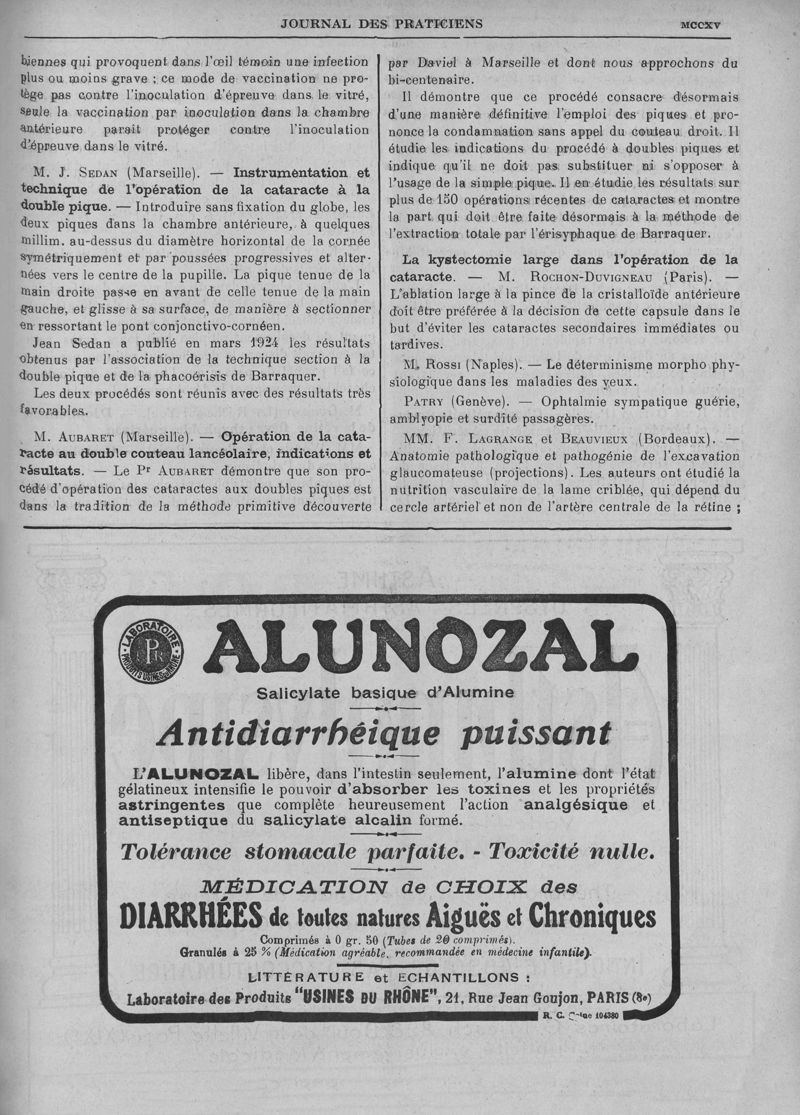 JOURNAL DES PRATICIENS
MCCXV
biennes qui provoquent dans l'œil témoin une infection
plus ou moins grave ; ce mode de vaccination ne pro-
tège pas contre l'inoculation d'épreuve dans le vitré,
seule la vaccination par inoculation dans la chambre
antérieure parait protéger contre l'inoculation
d'épreuve dans le vitré.
M. J. SEDAN (Marseille). — Instrumentation et
technique de l'opération de la cataracte à la
double pique. — Introduire sans fixation du globe, les
deux piques dans la chambre antérieure, à quelques
millim. au-dessus du diamètre horizontal de la cornée
symétriquement et par poussées progressives et alter-
nées vers le centre de la pupille. La pique tenue de la
main droite passe en avant de celle tenue de la main
gauche, et glisse à sa surface, de manière à sectionner
en ressortant le pont conjonctivo-cornéen.
Jean Sedan a publié en mars 1924 les résultats
obtenus par l'association de la technique section à la
double pique et de la phacoérisis de Barraquer.
Les deux procédés sont réunis avec des résultats très
favorables.
M. AUBARET (Marseille). — Opération de la cata-
racte au double couteau lancéolaire, indications et
résultats. — Le Pr AUBARET démontre que son pro-
cédé d'opération des cataractes aux doubles piques est
dans la tradition de la méthode primitive découverte
par Daviel à Marseille et dont nous approchons du
bi-centenaire.
Il démontre que ce procédé consacre désormais
d'une manière définitive l'emploi des piques et pro-
nonce la condamnation sans appel du couteau droit. Il
étudie les indications du procédé à doubles piques et
indique qu'il ne doit pas substituer ni s'opposer à
l'usage de la simple pique. Il en étudie les résultats sur
plus de 150 opérations récentes de cataractes et montre
la part qui doit être faite désormais à la méthode de
l'extraction totale par l'érisyphaque de Barraquer.
La kystectomie large dans l'opération de la
cataracte. — M. ROCHON-DUVIGNEAU (Paris). —
L'ablation large à la pince de la cristalloïde antérieure
doit être préférée à la décision de cette capsule dans le
but d'éviter les cataractes secondaires immédiates ou
tardives.
M. ROSSI (Naples). — Le déterminisme morpho phy-
siologique dans les maladies des yeux.
PATRY (Genève). — Ophtalmie sympatique guérie,
amblyopie et surdité passagères.
MM. F. LAGRANGE et BEAUVIEUX (Bordeaux). —
Anatomie pathologique et pathogénie de l'excavation
glaucomateuse (projections). Les auteurs ont étudié la
nutrition vasculaire de la lame criblée, qui dépend du
cercle artériel et non de l'artère centrale de la rétine ;
LABORATOIRE
ALUNOZAL
Salicylate basique d'Alumine
Antidiarrhéique puissant
L'ALUNOZAL libère, dans l'intestin seulement, l'alumine dont l'état
gélatineux intensifie le pouvoir d'absorber les toxines et les propriétés
astringentes que complète heureusement l'action analgésique et
antiseptique du salicylate alcalin formé.
Tolérance stomacale parfaite. - Toxicité nulle.
MÉDICATION de CHOIX des
DIARRHÉES de toutes natures Aiguës et Chroniques
Comprimés à 0 gr. 50 (Tubes de 20 comprimés).
Granulés à 25 % (Médication agréable, recommandée en médecine infantile).
LITTÉRATURE et ECHANTILLONS :
Laboratoire des Produits "USINES DU RHÔNE", 21, Rue Jean Goujon, PARIS (8e)
R. C. 104380